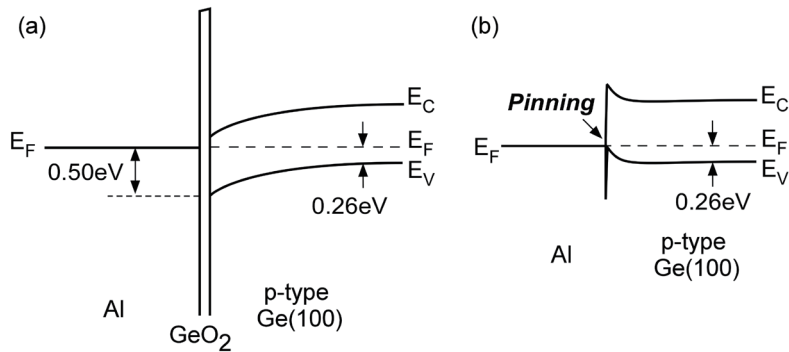 (a)
E_F
0.50eV
E_C
E_F
E_V
0.26eV
Al
p-type
Ge(100)
GeO₂
(b)
Pinning
E_F
E_C
E_F
E_V
0.26eV
Al
p-type
Ge(100)